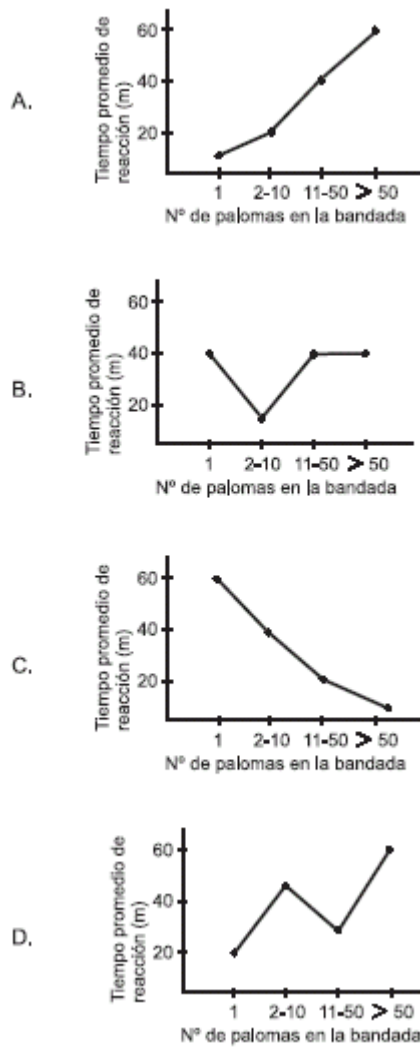 A.
Tiempo promedio de
reacción (m)
60
40
20
1 2-10 11-50 > 50
Nº de palomas en la bandada
B.
Tiempo promedio de
reacción (m)
60
40
20
1 2-10 11-50 > 50
Nº de palomas en la bandada
C.
Tiempo promedio de
reacción (m)
60
40
20
1 2-10 11-50 > 50
Nº de palomas en la bandada
D.
Tiempo promedio de
reacción (m)
60
40
20
1 2-10 11-50 > 50
Nº de palomas en la bandada